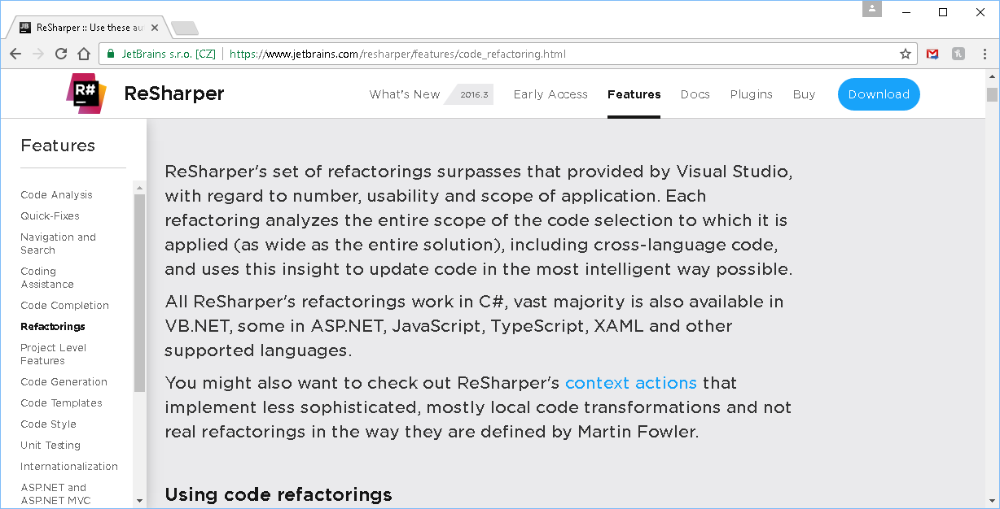 JB
ReSharper :: Use these au
JetBrains s.r.o. [CZ]
https://www.jetbrains.com/resharper/features/code_refactoring.html
R#
ReSharper
What's New
2016.3
Early Access
Features
Docs
Plugins
Buy
Download
Features
Code Analysis
Quick-Fixes
Navigation and
Search
Coding
Assistance
Code Completion
Refactorings
Project Level
Features
Code Generation
Code Templates
Code Style
Unit Testing
Internationalization
ASP.NET and
ASP.NET MVC
ReSharper's set of refactorings surpasses that provided by Visual Studio,
with regard to number, usability and scope of application. Each
refactoring analyzes the entire scope of the code selection to which it is
applied (as wide as the entire solution), including cross-language code,
and uses this insight to update code in the most intelligent way possible.
All ReSharper's refactorings work in C#, vast majority is also available in
VB.NET, some in ASP.NET, JavaScript, TypeScript, XAML and other
supported languages.
You might also want to check out ReSharper's context actions that
implement less sophisticated, mostly local code transformations and not
real refactorings in the way they are defined by Martin Fowler.
Using code refactorings